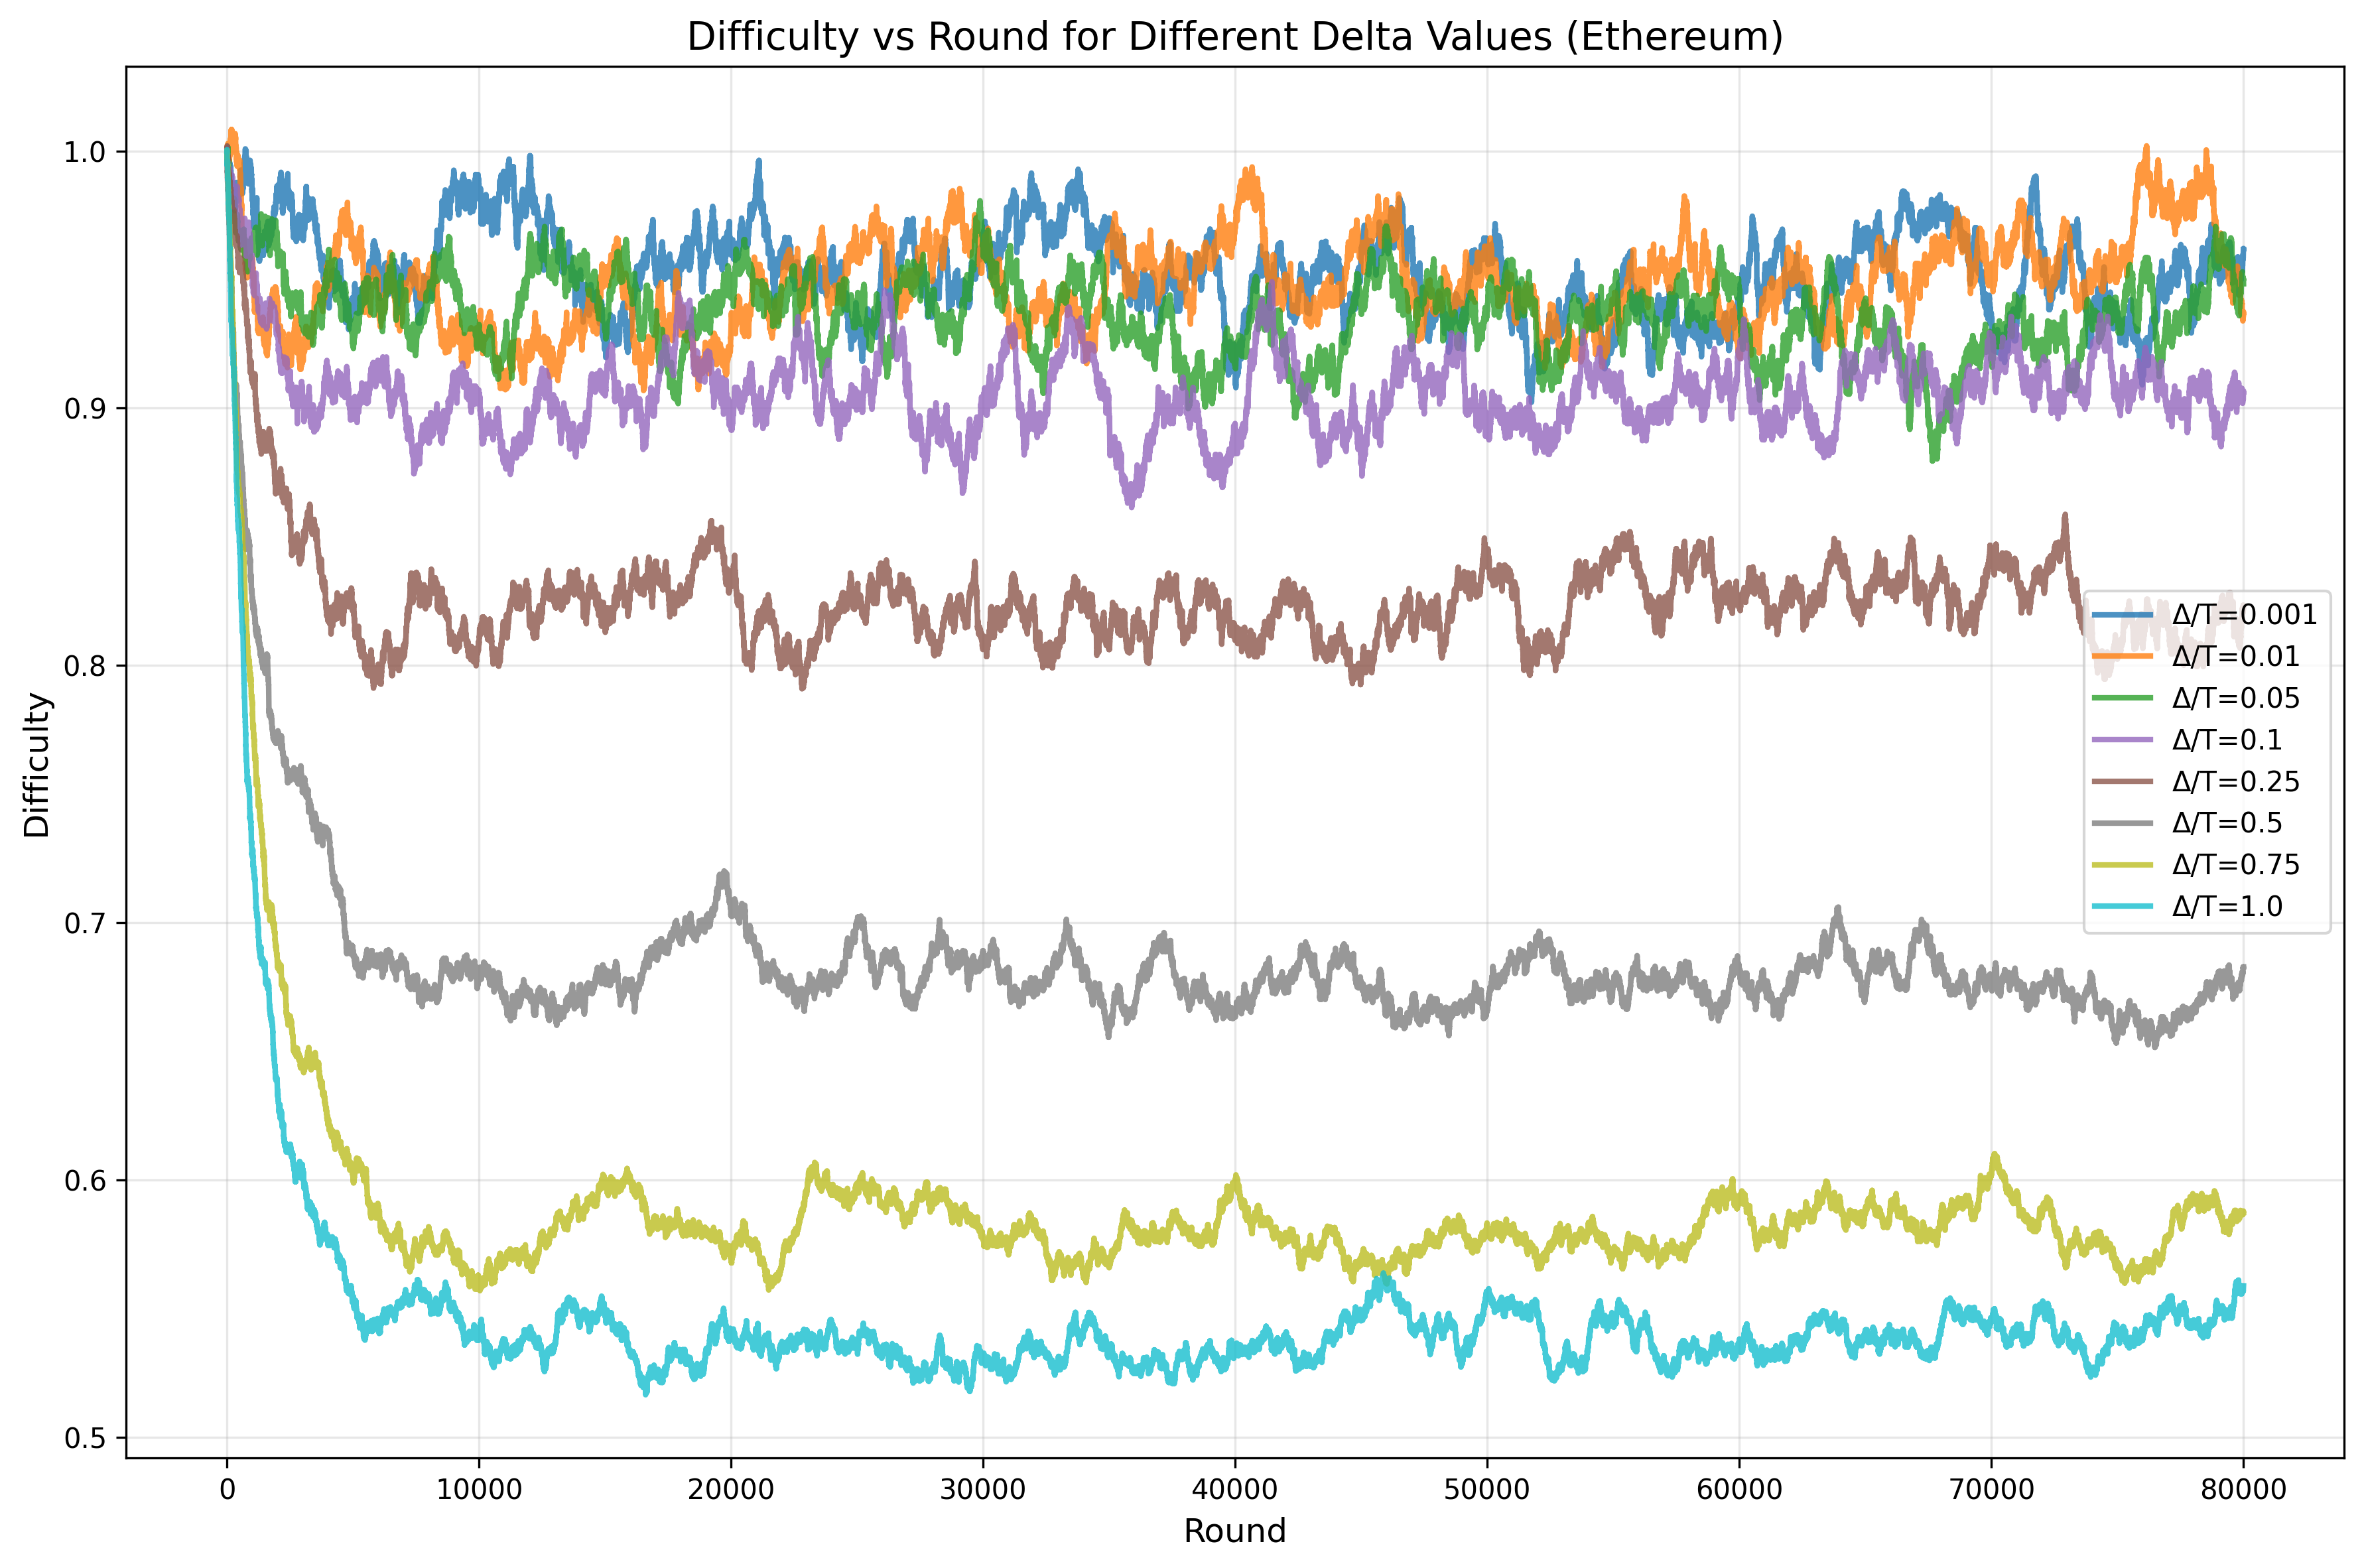 Difficulty vs Round for Different Delta Values (Ethereum)
Difficulty
1.0
0.9
0.8
0.7
0.6
0.5
Δ/T=0.001
Δ/T=0.01
Δ/T=0.05
Δ/T=0.1
Δ/T=0.25
Δ/T=0.5
Δ/T=0.75
Δ/T=1.0
0 10000 20000 30000 40000 50000 60000 70000 80000
Round